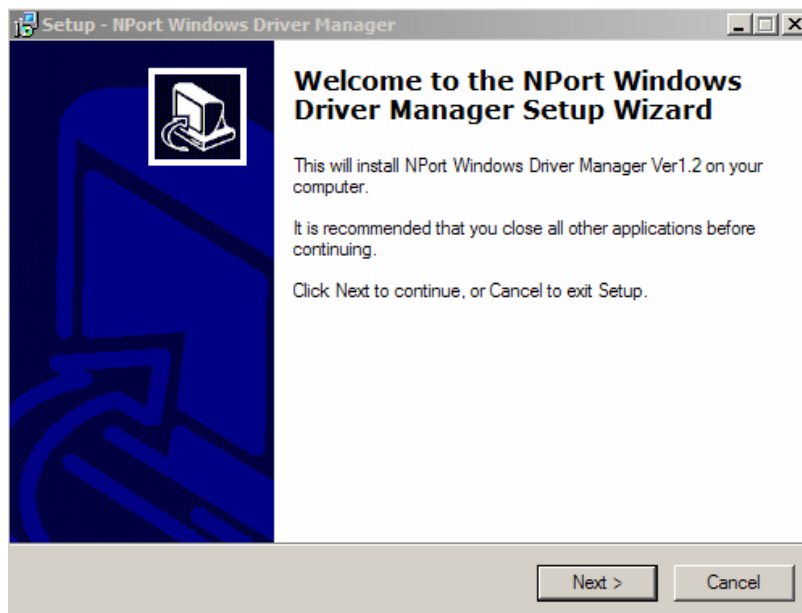 Setup - NPort Windows Driver Manager
Welcome to the NPort Windows
Driver Manager Setup Wizard
This will install NPort Windows Driver Manager Ver1.2 on your
computer.
It is recommended that you close all other applications before
continuing.
Click Next to continue, or Cancel to exit Setup.
Next >
Cancel